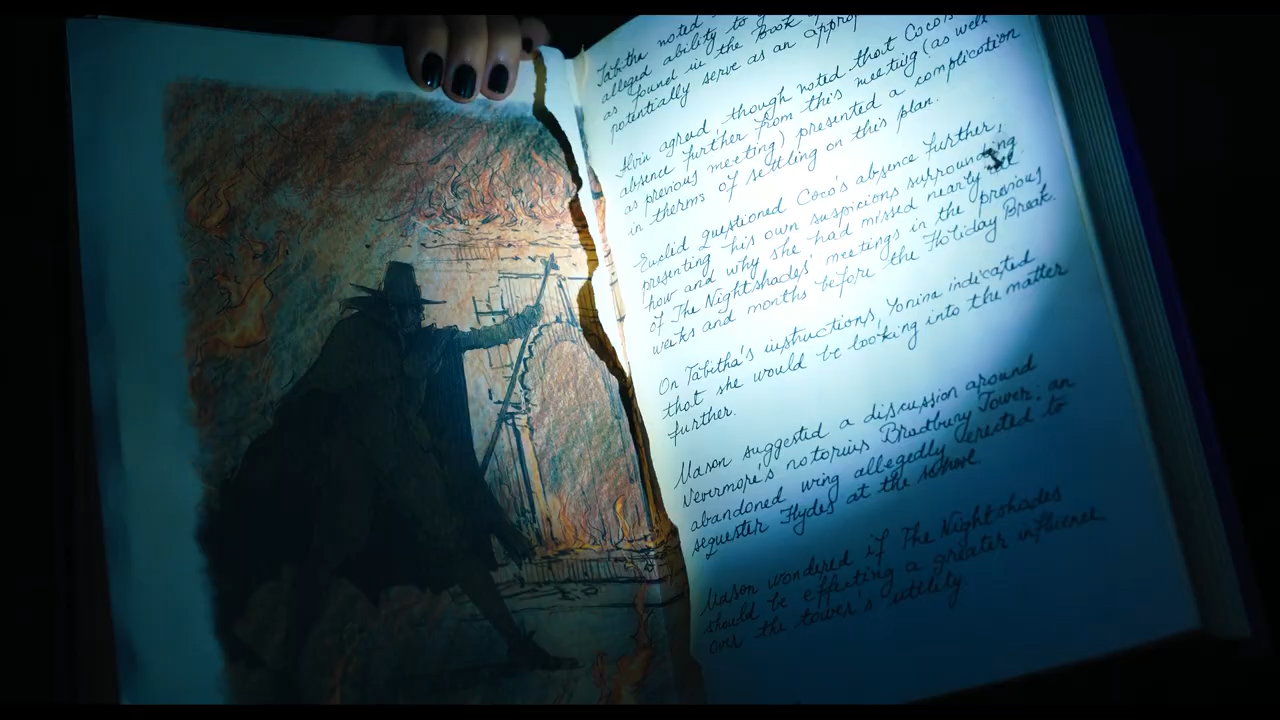 Tabitha noted
alleged ability to
as found in the Book
potentially serve as an
Alvin agreed, though noted thoat Coco's
absence further from this meeting (as well
as previous meeting) presented a complication
in therms of settling on this plan.
Euclid questioned Coco's absence further,
presenting his own suspicions surrounding
how and why she had missed nearly all
of The Nightshades' meetings in the previous
weeks and months before the Holiday Break.
On Tabitha's instructions, Yonina indicated
that she would be looking into the matter
further.
Mason suggested a discussion around
Nevermore's notorius Bradbury Tower: an
abandoned wing allegedly erected to
sequester Hydes at the school.
Mason wondered if The Nightshades
should be effecting a greater influence
over the tower's utility